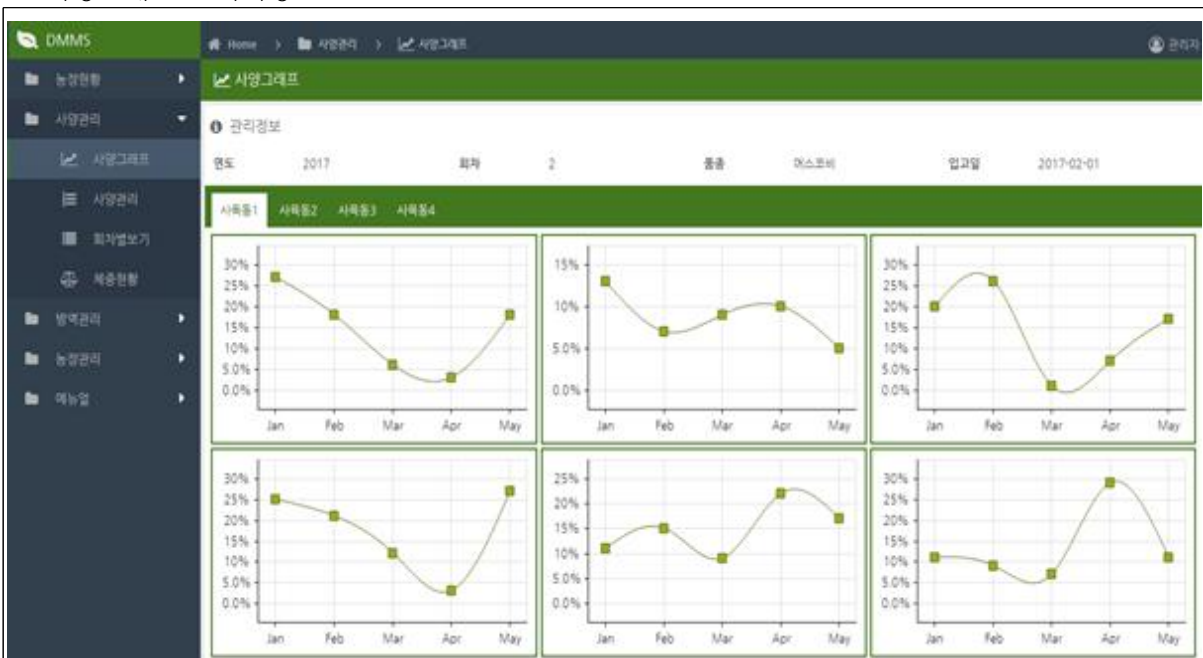 DMMS
Home > 사양관리 > 사양그래프
관리자
농장현황
사양관리
사양그래프
사양관리
회차별보기
체중현황
방역관리
농장관리
메뉴얼
사양그래프
관리정보
연도 2017 회차 2 품종 머스코비 입고일 2017-02-01
사육동1 사육동2 사육동3 사육동4
30%
25%
20%
15%
10%
5.0%
0.0%
Jan Feb Mar Apr May
15%
10%
5.0%
0.0%
Jan Feb Mar Apr May
30%
25%
20%
15%
10%
5.0%
0.0%
Jan Feb Mar Apr May
30%
25%
20%
15%
10%
5.0%
0.0%
Jan Feb Mar Apr May
25%
20%
15%
10%
5.0%
0.0%
Jan Feb Mar Apr May
30%
25%
20%
15%
10%
5.0%
0.0%
Jan Feb Mar Apr May